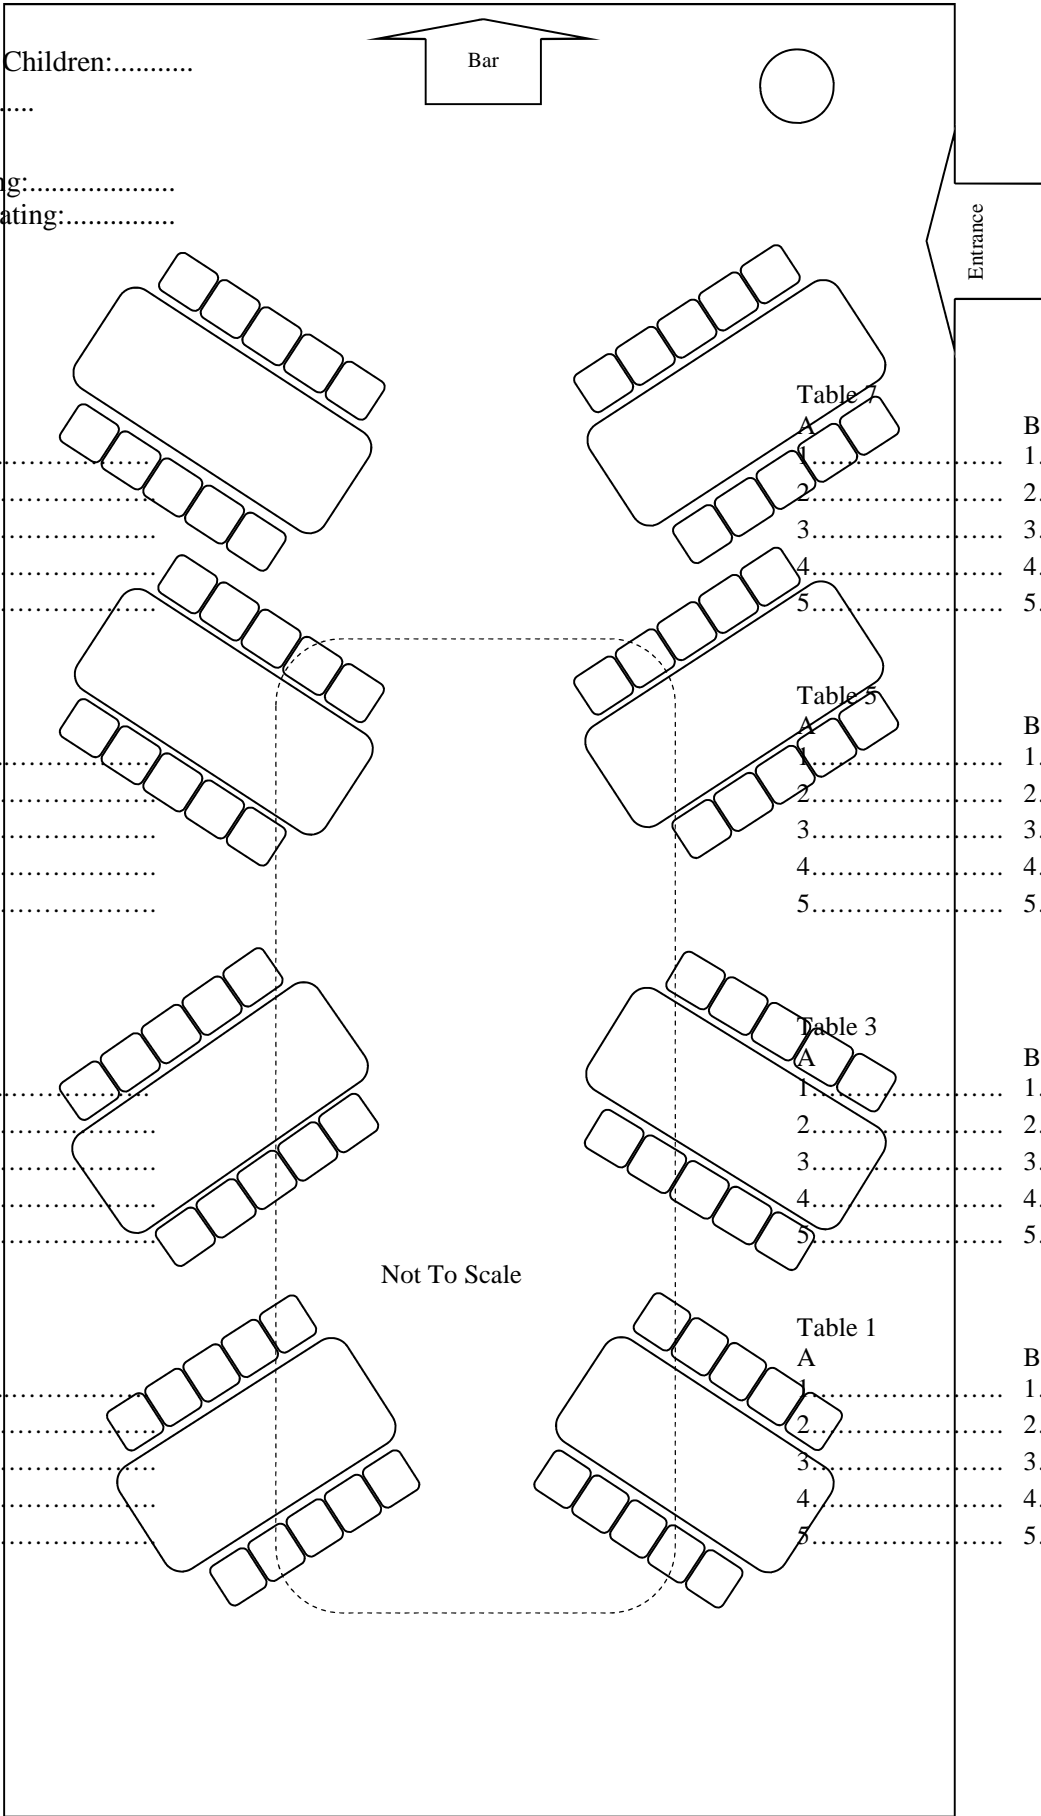 Bar
Children:...........
.....
ng:....................
ating:...............
Entrance
Table 7
A B
1.......................... 1.
2.......................... 2.
3.......................... 3.
4.......................... 4.
5.......................... 5.
Table 5
A B
1.......................... 1.
2.......................... 2.
3.......................... 3.
4.......................... 4.
5.......................... 5.
Table 3
A B
1.......................... 1.
2.......................... 2.
3.......................... 3.
4.......................... 4.
5.......................... 5.
Not To Scale
Table 1
A B
1.......................... 1.
2.......................... 2.
3.......................... 3.
4.......................... 4.
5.......................... 5.